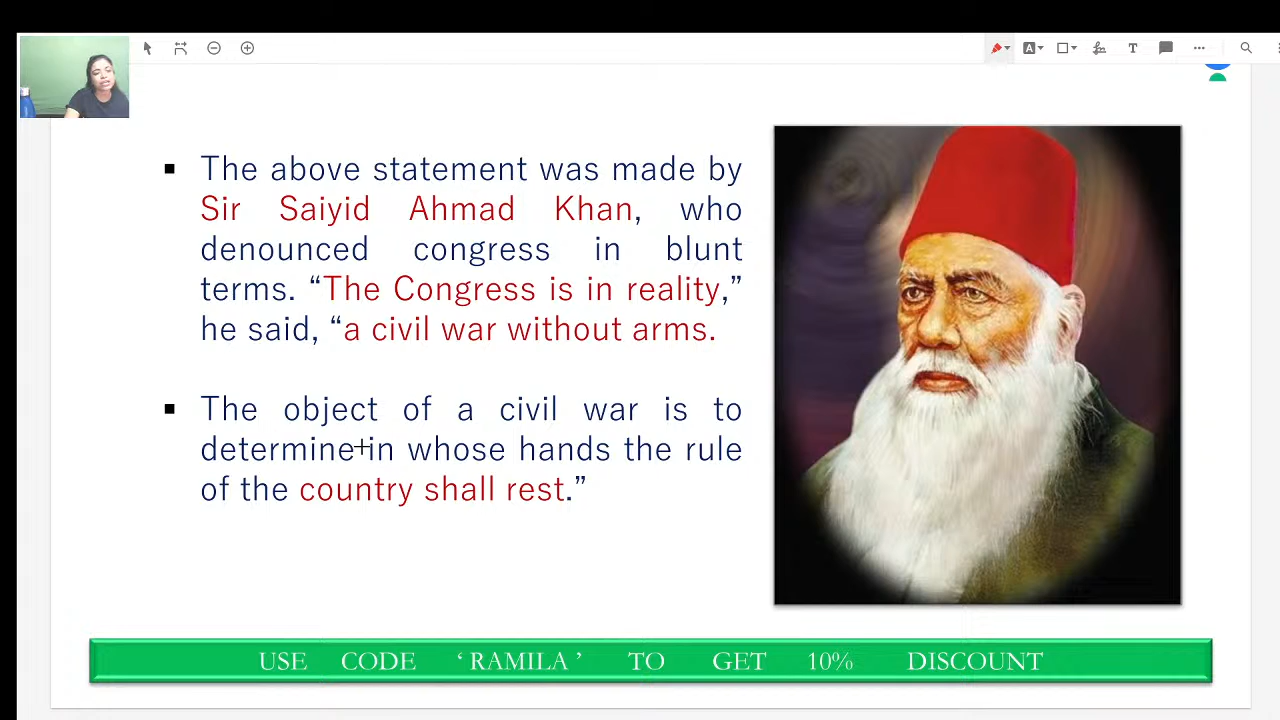 The above statement was made by
Sir Saiyid Ahmad Khan, who
denounced congress in blunt
terms. “The Congress is in reality,”
he said, “a civil war without arms.
The object of a civil war is to
determine in whose hands the rule
of the country shall rest.”
USE CODE ‘ RAMILA ’ TO GET 10% DISCOUNT